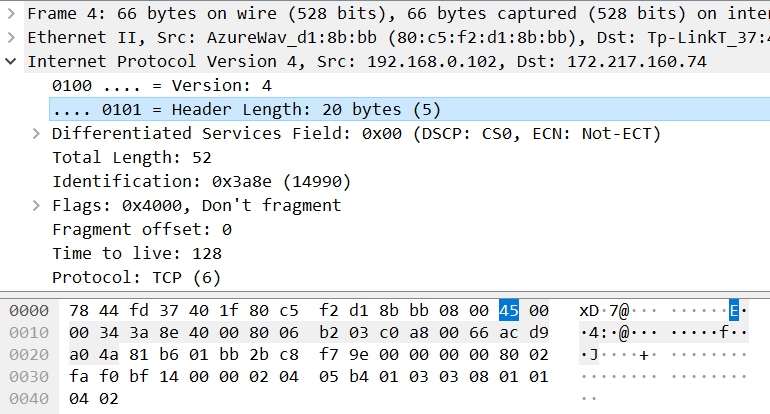 Frame 4: 66 bytes on wire (528 bits), 66 bytes captured (528 bits) on inter
Ethernet II, Src: AzureWav_d1:8b:bb (80:c5:f2:d1:8b:bb), Dst: Tp-LinkT_37:4
Internet Protocol Version 4, Src: 192.168.0.102, Dst: 172.217.160.74
0100 .... = Version: 4
.... 0101 = Header Length: 20 bytes (5)
Differentiated Services Field: 0x00 (DSCP: CS0, ECN: Not-ECT)
Total Length: 52
Identification: 0x3a8e (14990)
Flags: 0x4000, Don't fragment
Fragment offset: 0
Time to live: 128
Protocol: TCP (6)
0000 78 44 fd 37 40 1f 80 c5 f2 d1 8b bb 08 00 45 00 xD·7@··· ······E·
0010 00 34 3a 8e 40 00 80 06 b2 03 c0 a8 00 66 ac d9 ·4:·@··· ·····f··
0020 a0 4a 81 b6 01 bb 2b c8 f7 9e 00 00 00 00 80 02 ·J····+· ········
0030 fa f0 bf 14 00 00 02 04 05 b4 01 03 03 08 01 01 ········ ········
0040 04 02 ··